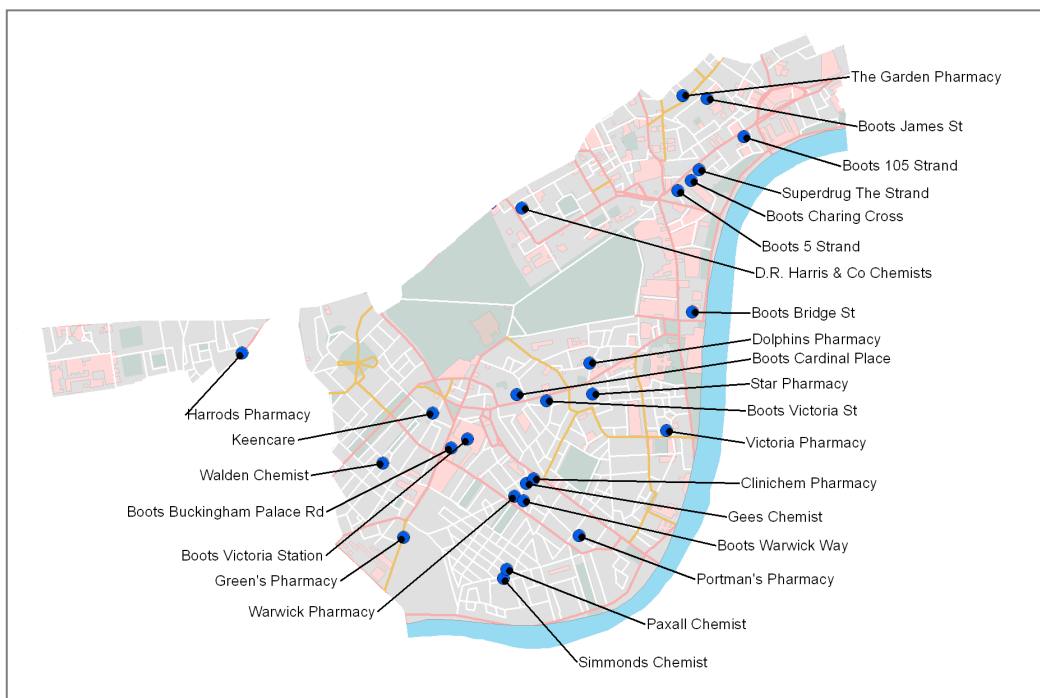 The Garden Pharmacy
Boots James St
Boots 105 Strand
Superdrug The Strand
Boots Charing Cross
Boots 5 Strand
D.R. Harris & Co Chemists
Boots Bridge St
Dolphins Pharmacy
Boots Cardinal Place
Star Pharmacy
Boots Victoria St
Harrods Pharmacy
Keencare
Victoria Pharmacy
Walden Chemist
Clinichem Pharmacy
Boots Buckingham Palace Rd
Gees Chemist
Boots Warwick Way
Boots Victoria Station
Green's Pharmacy
Portman's Pharmacy
Warwick Pharmacy
Paxall Chemist
Simmonds Chemist